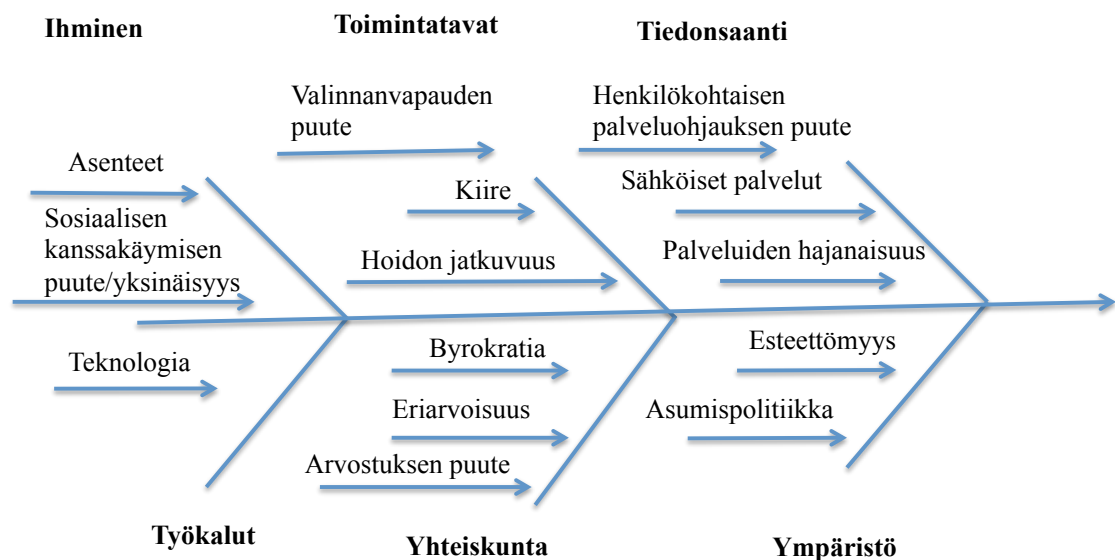 Ihminen
Toimintatavat
Tiedonsaanti
Valinnanvapauden
puute
Henkilökohtaisen
palveluohjauksen puute
Asenteet
Kiire
Sähköiset palvelut
Sosiaalisen
kanssakäymisen
puute/yksinäisyys
Hoidon jatkuvuus
Palveluiden hajanaisuus
Teknologia
Byrokratia
Esteettömyys
Eriarvoisuus
Asumispolitiikka
Arvostuksen puute
Työkalut
Yhteiskunta
Ympäristö